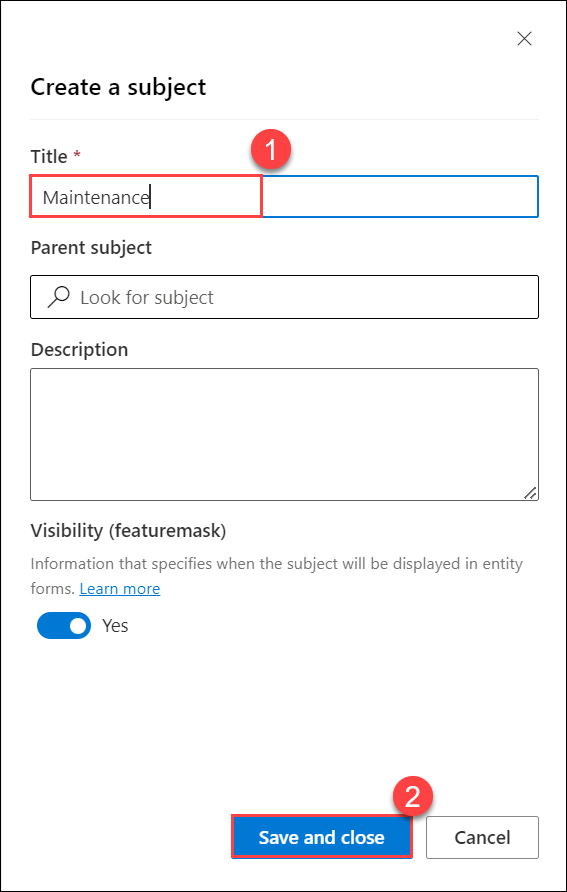 Create a subject
Title *
1
Maintenance
Parent subject
Look for subject
Description
Visibility (featuremask)
Information that specifies when the subject will be displayed in entity
forms. Learn more
Yes
2
Save and close
Cancel